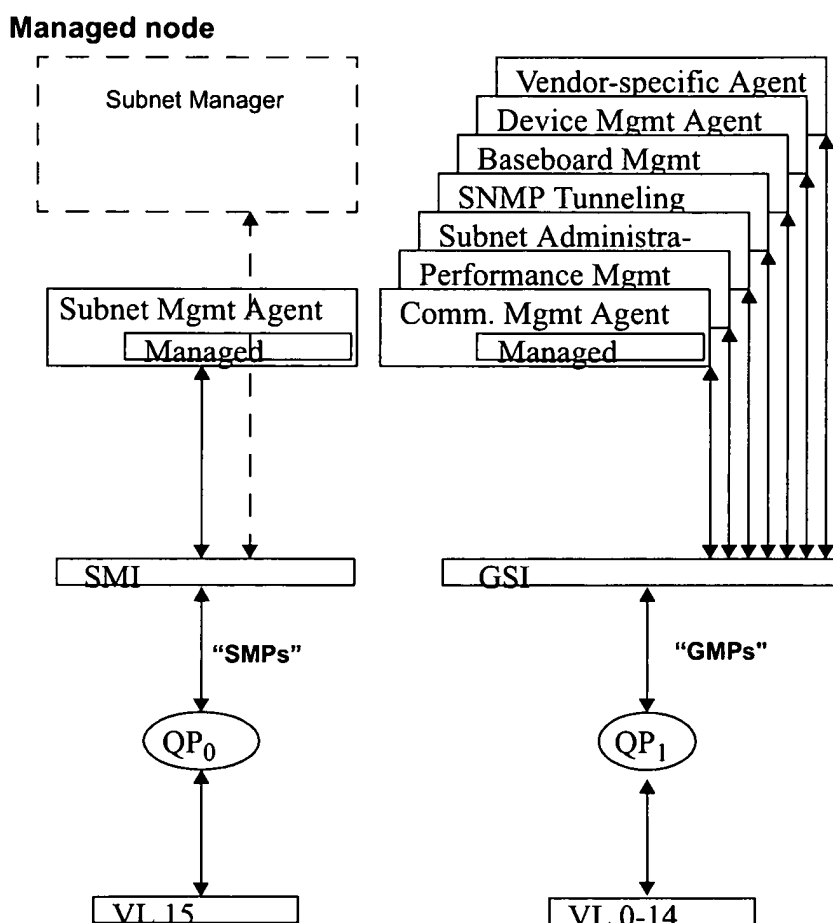 Managed node
Subnet Manager
Vendor-specific Agent
Device Mgmt Agent
Baseboard Mgmt
SNMP Tunneling
Subnet Administra-
Performance Mgmt
Subnet Mgmt Agent
Managed
Comm. Mgmt Agent
Managed
SMI
GSI
“SMPs”
“GMPs"
QP0
QP1
VL 15
VL 0-14